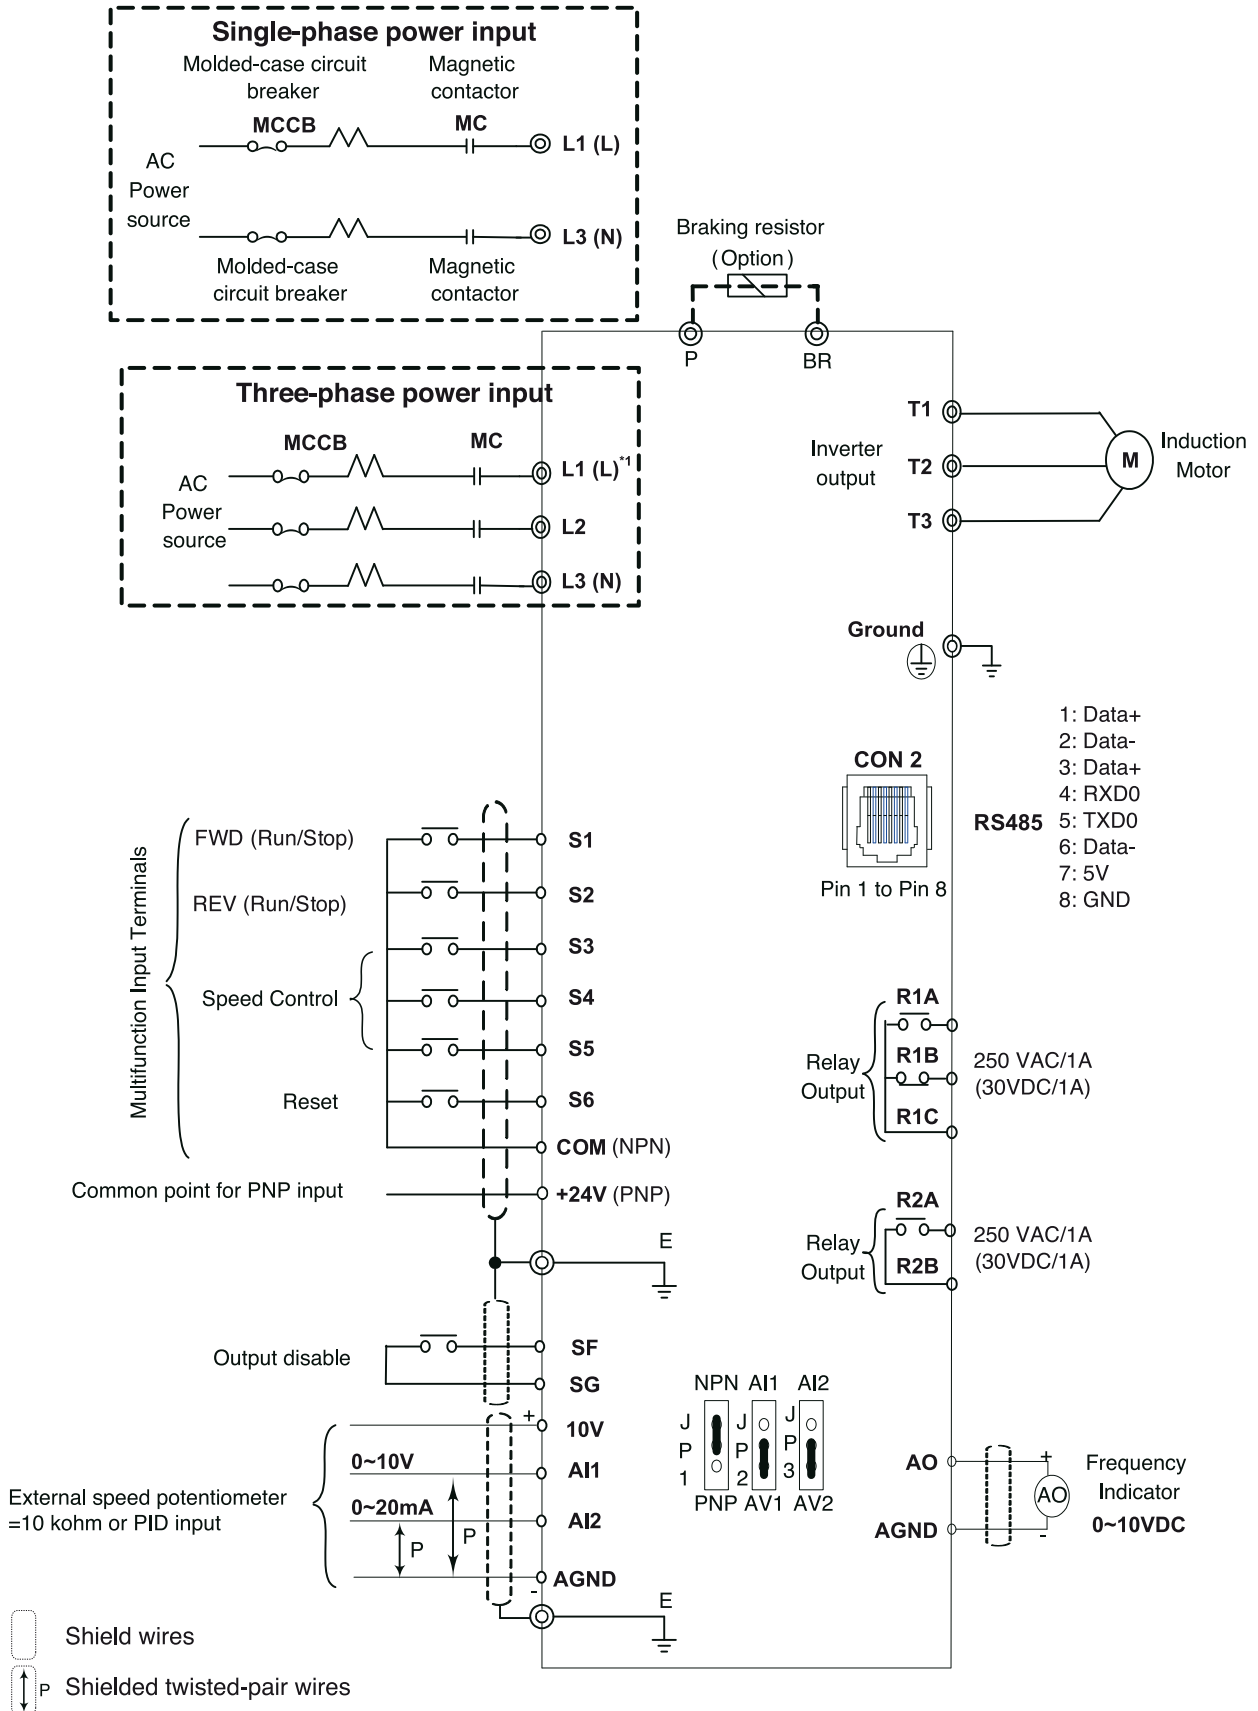 Single-phase power input
Molded-case circuit
breaker
Magnetic
contactor
MCCB
MC
L1 (L)
AC
Power
source
L3 (N)
Molded-case
circuit breaker
Magnetic
contactor
Braking resistor
(Option)
P
BR
Three-phase power input
MCCB
MC
L1 (L)*1
AC
Power
source
L2
L3 (N)
T1
Inverter
output
T2
T3
M
Induction
Motor
Ground
CON 2
Pin 1 to Pin 8
RS485
1: Data+
2: Data-
3: Data+
4: RXD0
5: TXD0
6: Data-
7: 5V
8: GND
Multifunction Input Terminals
FWD (Run/Stop)
S1
REV (Run/Stop)
S2
S3
Speed Control
S4
S5
Reset
S6
COM (NPN)
Common point for PNP input
+24V (PNP)
E
R1A
Relay
Output
R1B
R1C
250 VAC/1A
(30VDC/1A)
R2A
Relay
Output
R2B
250 VAC/1A
(30VDC/1A)
Output disable
SF
SG
NPN AI1 AI2
J P 1
J P 2
J P 3
PNP AV1 AV2
External speed potentiometer
=10 kohm or PID input
+
10V
0~10V
AI1
0~20mA
AI2
P
P
AGND
-
E
AO
AGND
+
AO
-
Frequency
Indicator
0~10VDC
Shield wires
P Shielded twisted-pair wires